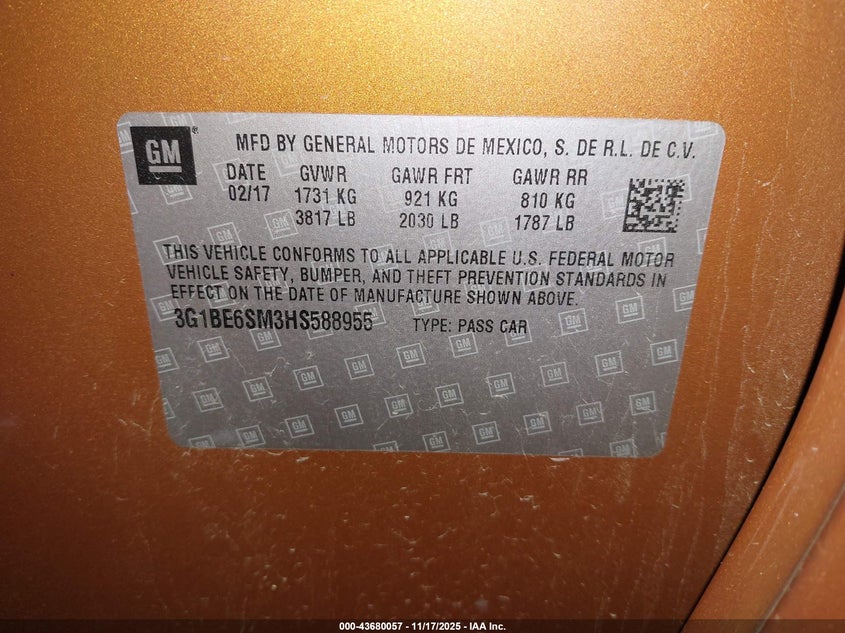 GM
MFD BY GENERAL MOTORS DE MEXICO, S. DE R.L. DE C.V.
DATE GVWR GAWR FRT GAWR RR
02/17 1731 KG 921 KG 810 KG
3817 LB 2030 LB 1787 LB
THIS VEHICLE CONFORMS TO ALL APPLICABLE U.S. FEDERAL MOTOR
VEHICLE SAFETY, BUMPER, AND THEFT PREVENTION STANDARDS IN
EFFECT ON THE DATE OF MANUFACTURE SHOWN ABOVE.
3G1BE6SM3HS588955 TYPE: PASS CAR
000-43680057 - 11/17/2025 - IAA Inc.